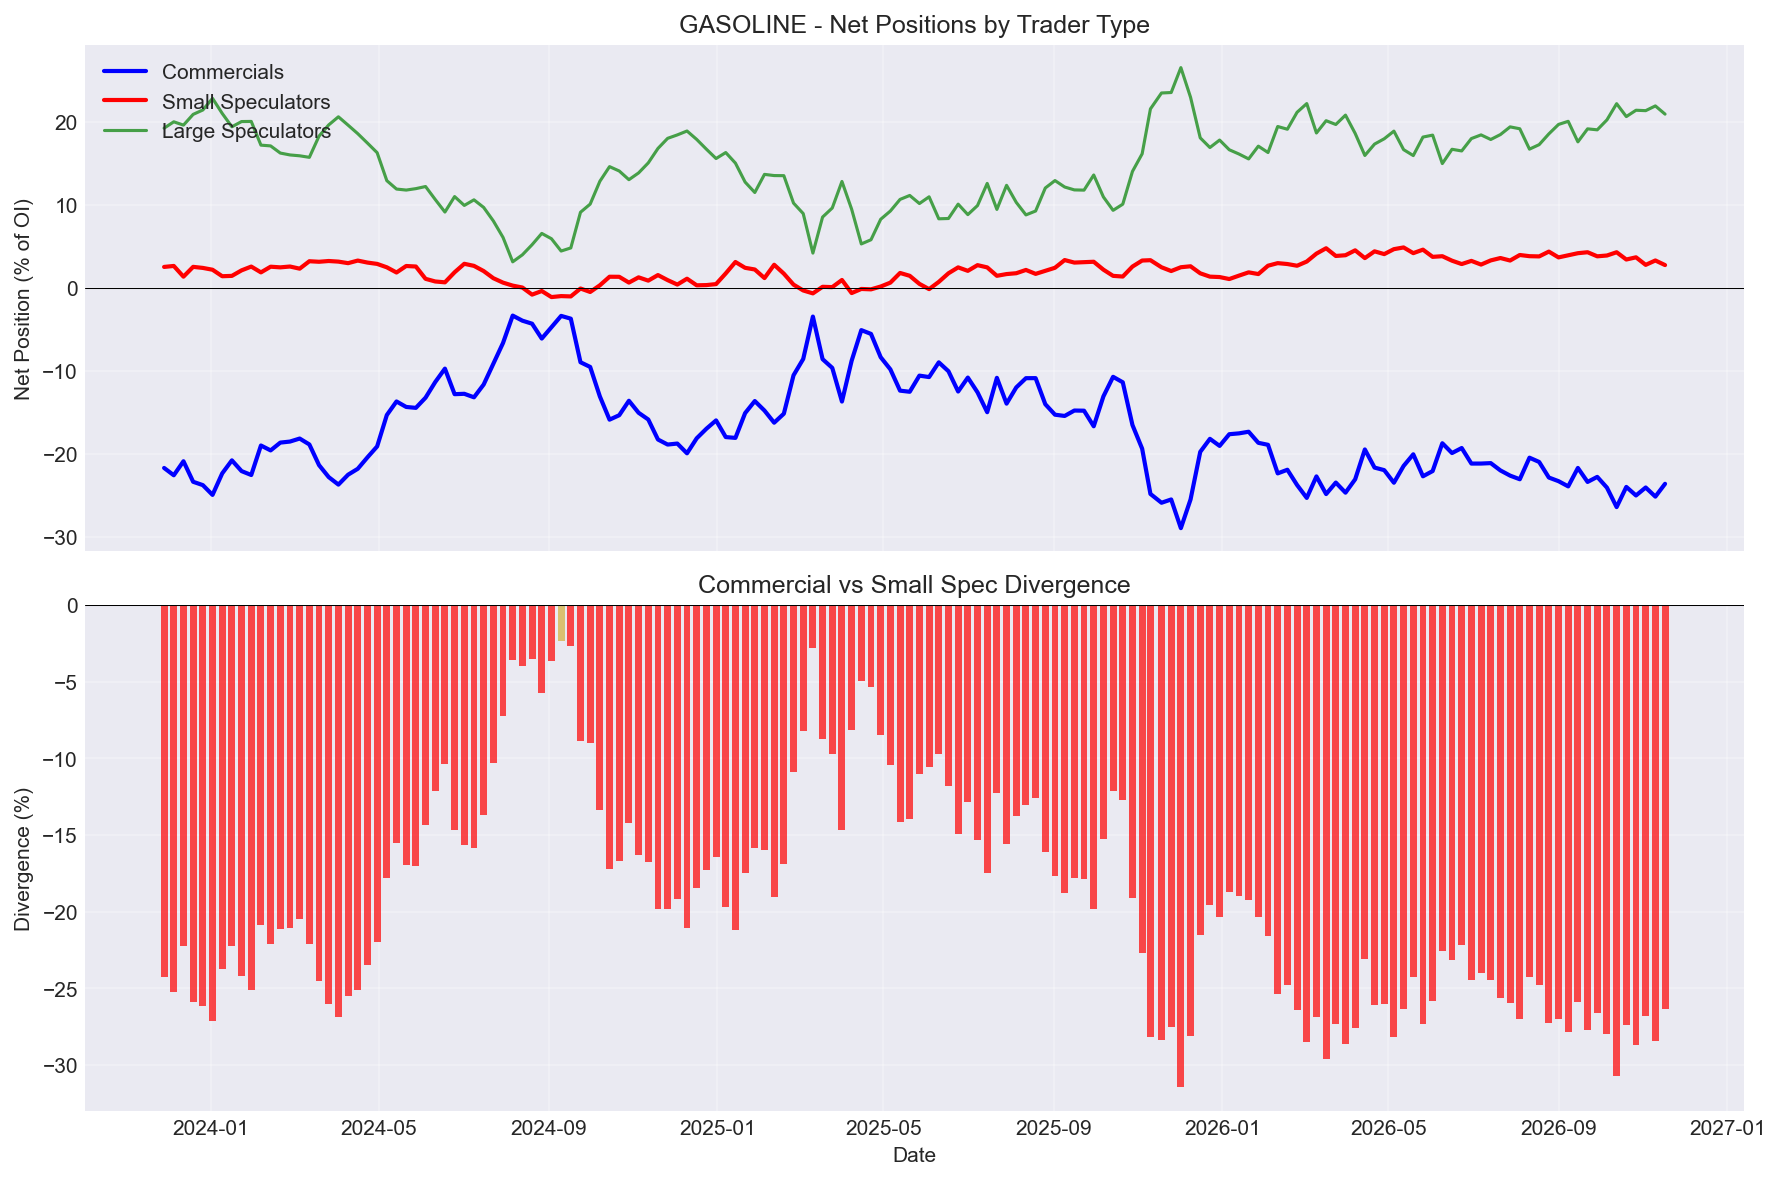 GASOLINE - Net Positions by Trader Type
Commercials
Small Speculators
Large Speculators
Net Position (% of OI)
20
10
0
−10
−20
−30
Commercial vs Small Spec Divergence
Divergence (%)
0
−5
−10
−15
−20
−25
−30
2024-01 2024-05 2024-09 2025-01 2025-05 2025-09 2026-01 2026-05 2026-09 2027-01
Date